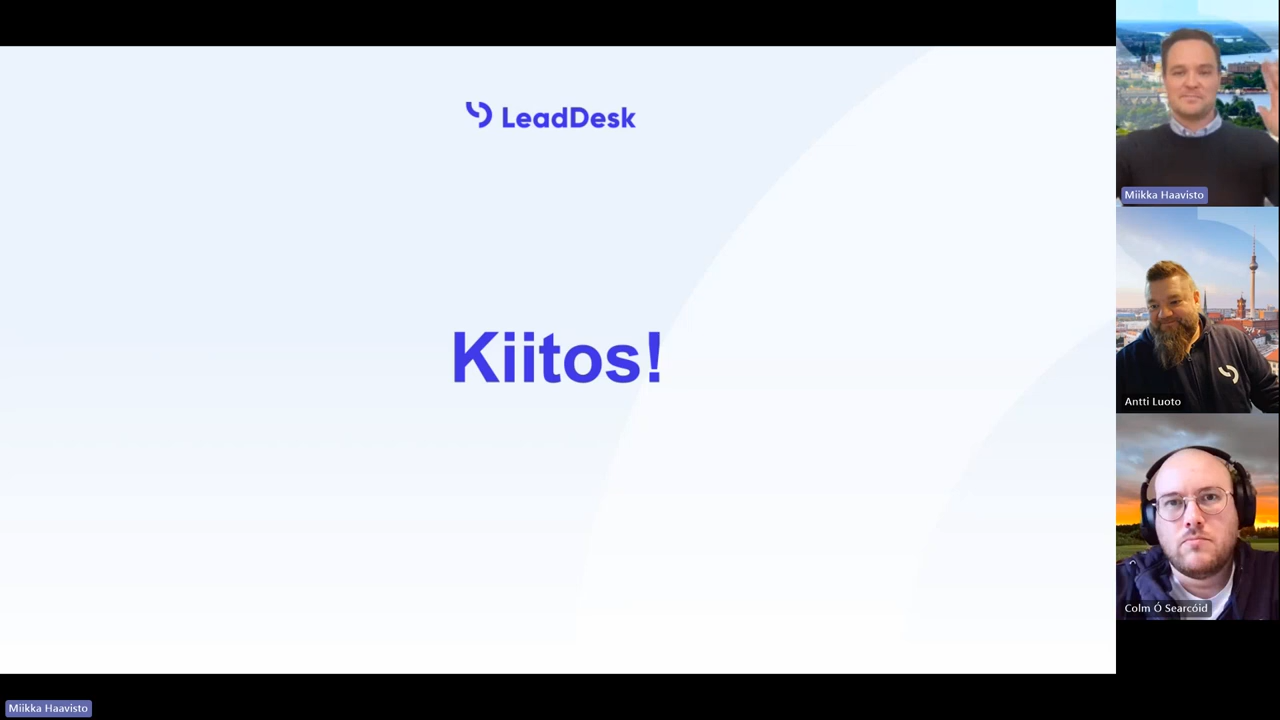 LeadDesk
Kiitos!
Miikka Haavisto
Antti Luoto
Colm Ó Searcóid
Miikka Haavisto